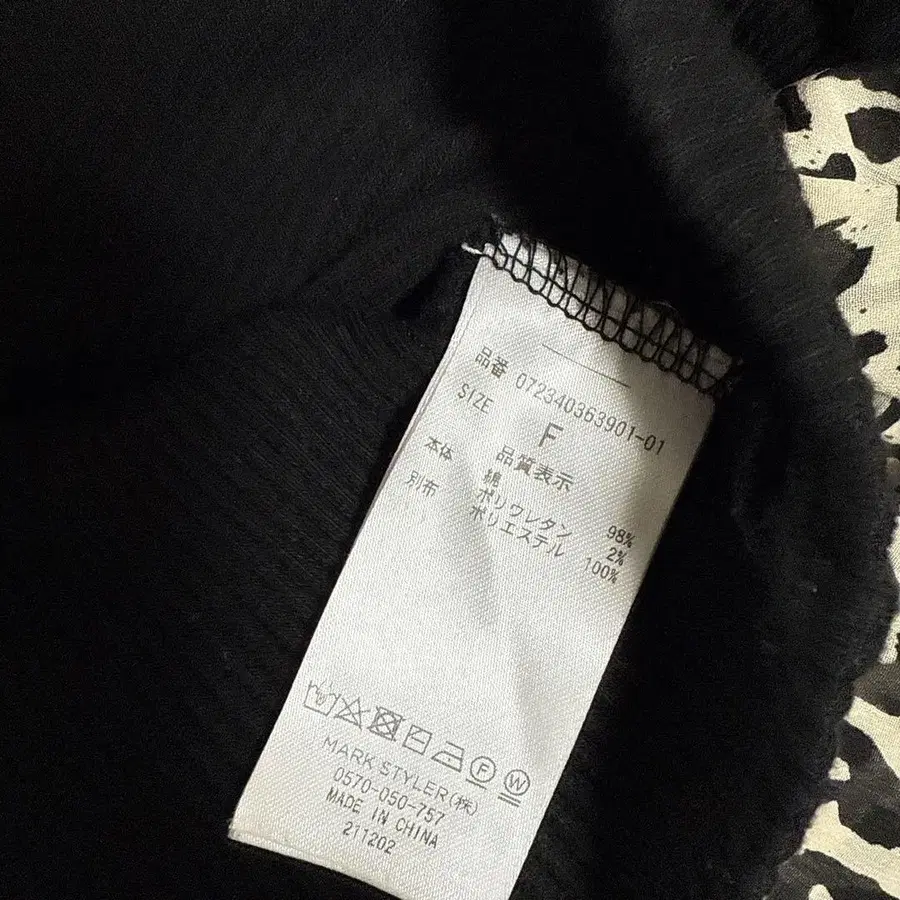 品番 072340363901-01
SIZE F
品質表示
本体 綿 98%
ポリウレタン 2%
別布 ポリエステル 100%
F W
MARK STYLER(株)
0570-050-757
MADE IN CHINA
211202